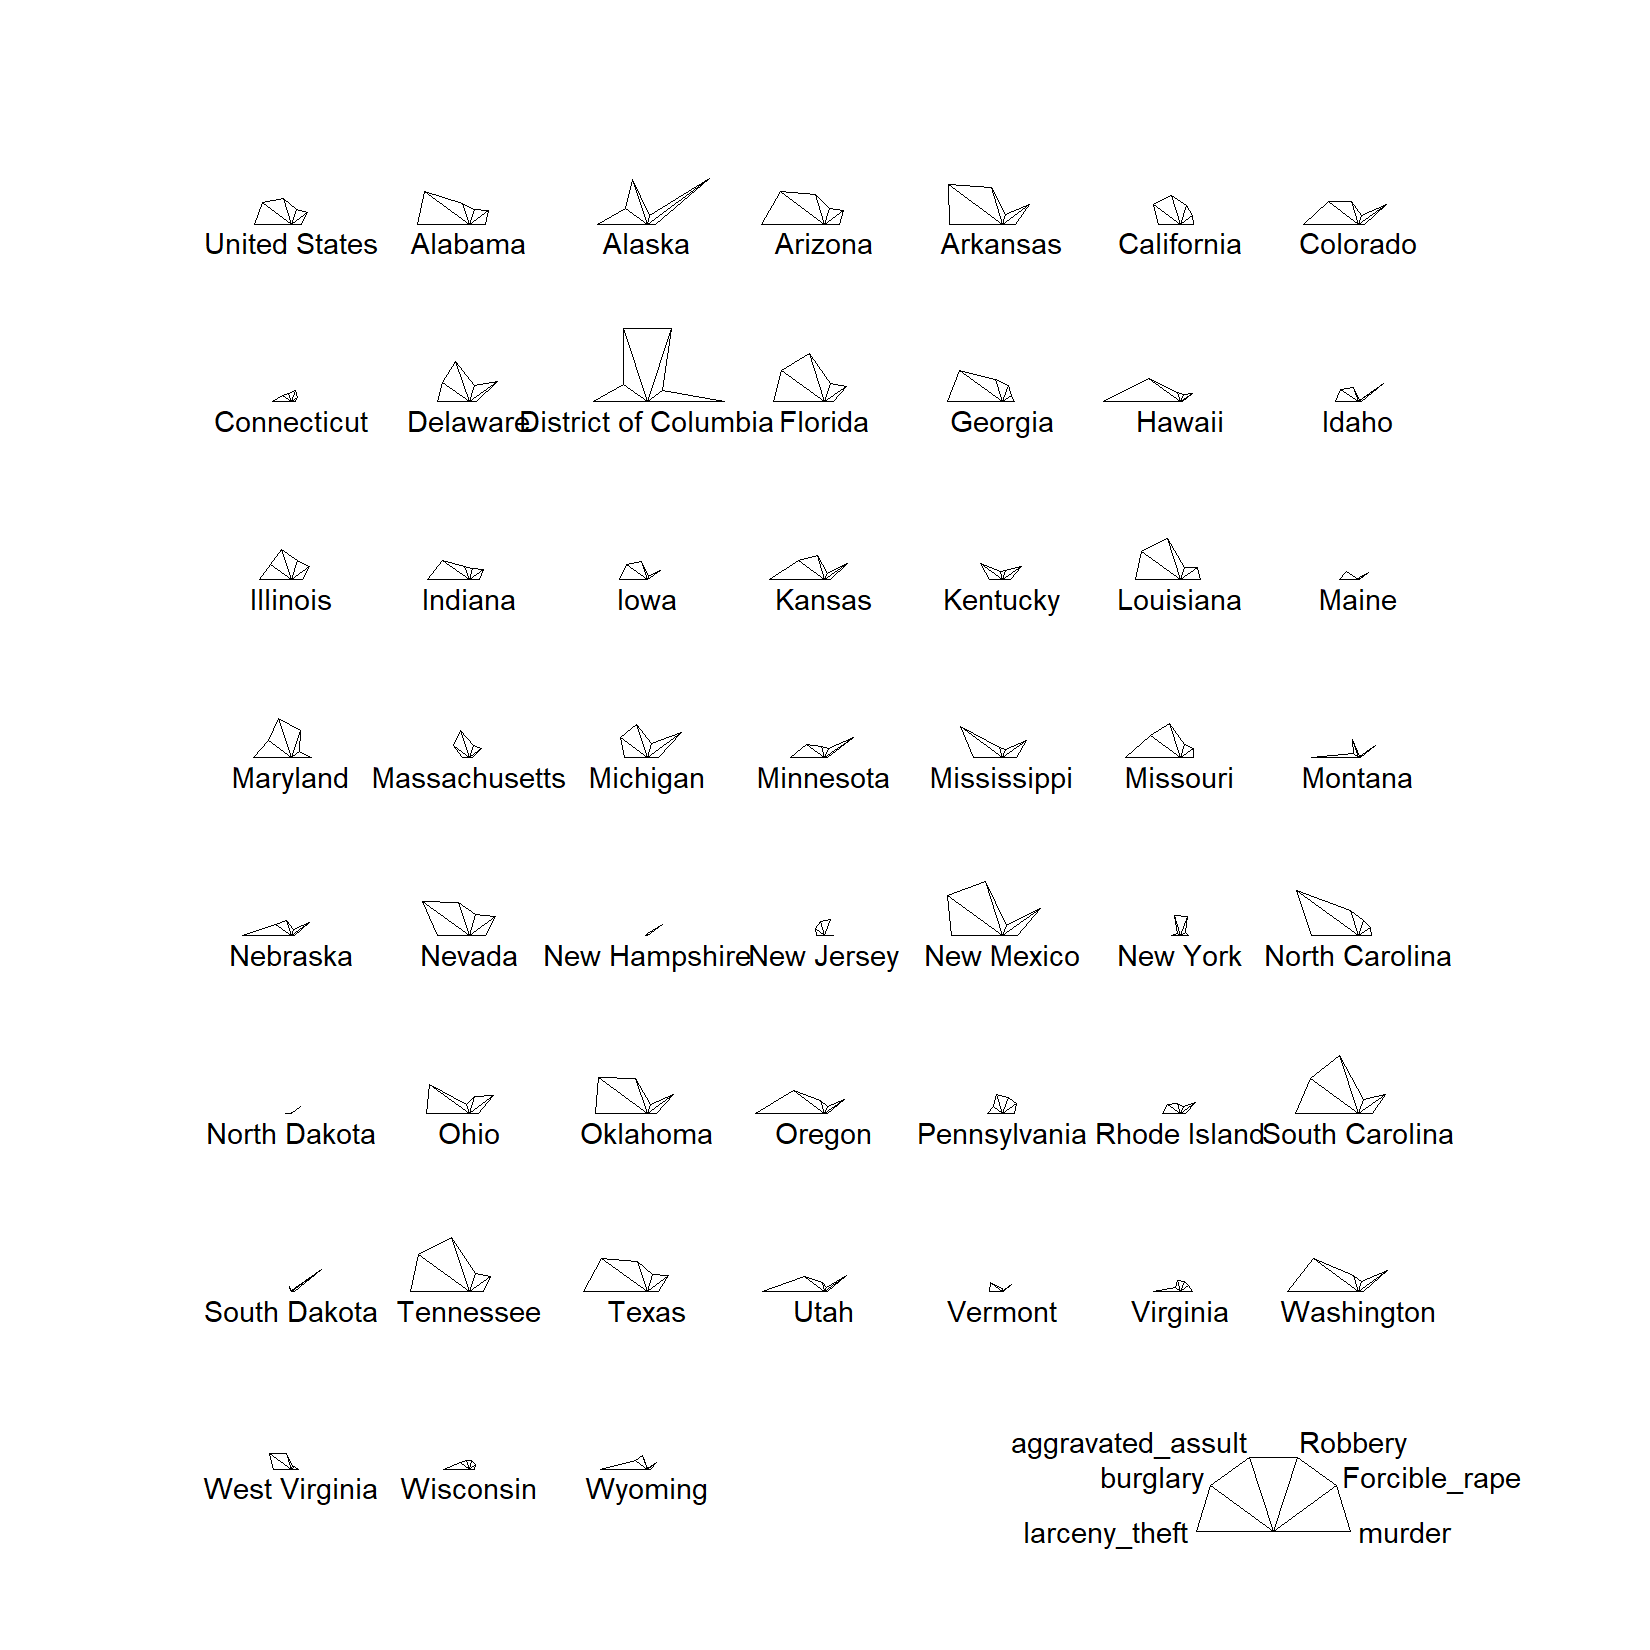 United States Alabama Alaska Arizona Arkansas California Colorado
Connecticut Delaware District of Columbia Florida Georgia Hawaii Idaho
Illinois Indiana Iowa Kansas Kentucky Louisiana Maine
Maryland Massachusetts Michigan Minnesota Mississippi Missouri Montana
Nebraska Nevada New Hampshire New Jersey New Mexico New York North Carolina
North Dakota Ohio Oklahoma Oregon Pennsylvania Rhode Island South Carolina
South Dakota Tennessee Texas Utah Vermont Virginia Washington
West Virginia Wisconsin Wyoming
aggravated_assult Robbery
burglary Forcible_rape
larceny_theft murder